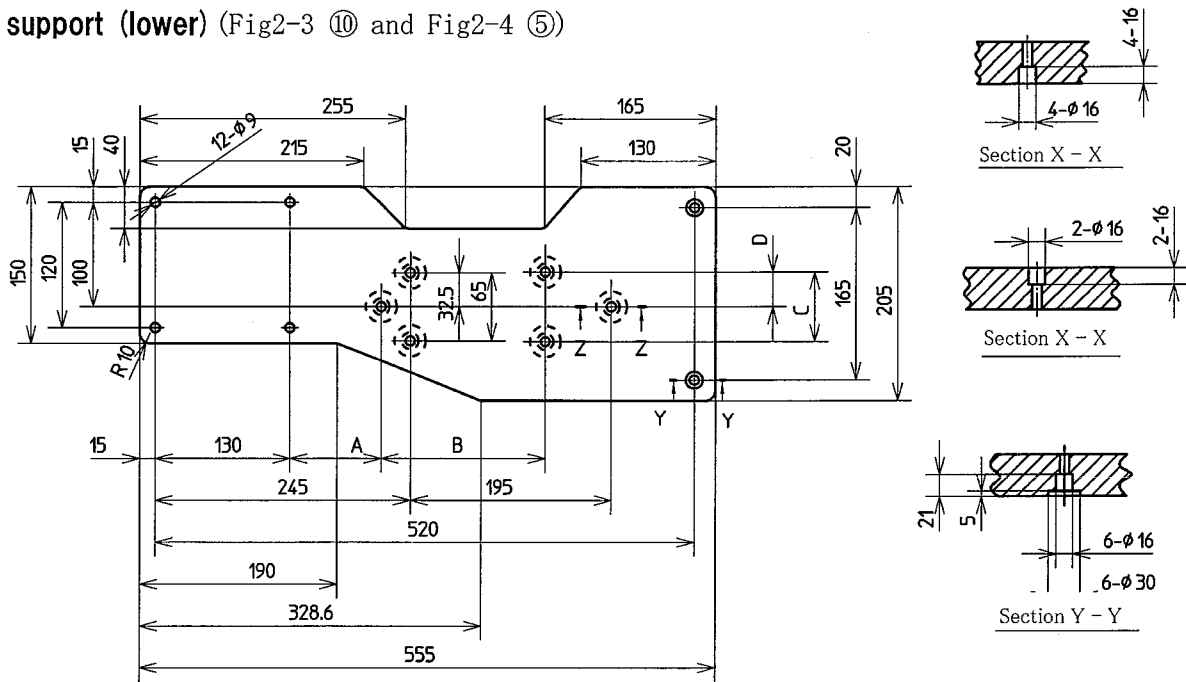 support (lower) (Fig2-3 ⑩ and Fig2-4 ⑤)
255
165
12-φ9
215
130
15
40
20
150
120
100
32.5
65
D
C
165
205
R10
Z
Z
Y
Y
15
130
A
B
245
195
520
190
328.6
555
4-16
4-φ16
Section X - X
2-φ16
2-16
Section X - X
21
5
6-φ16
6-φ30
Section Y - Y